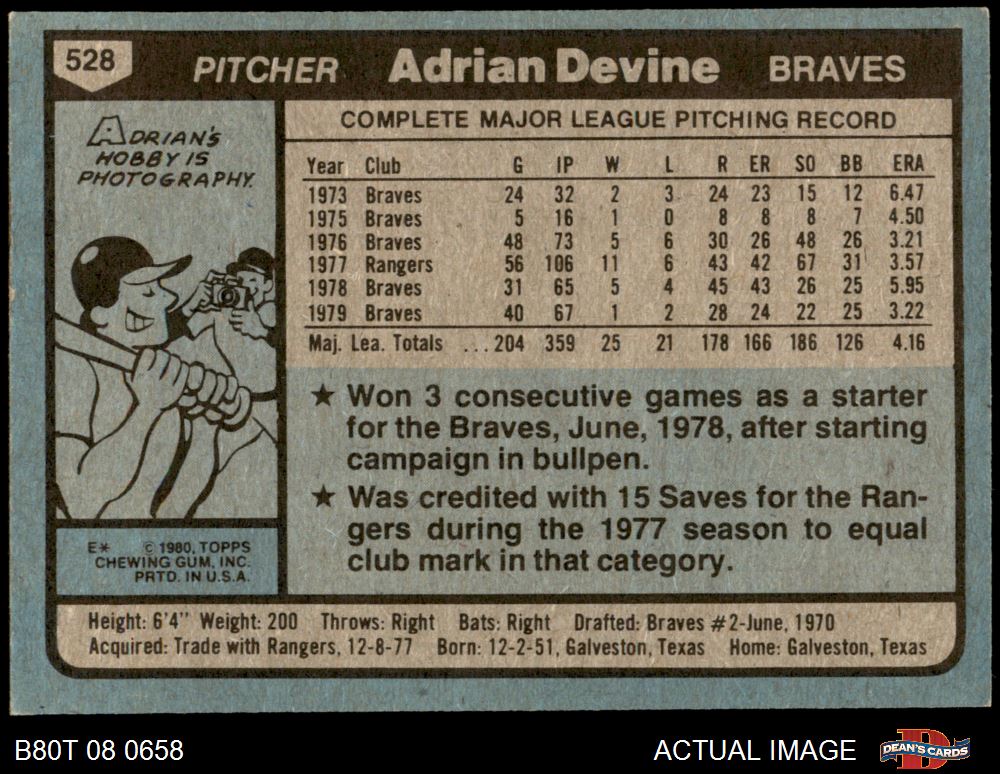 528 PITCHER Adrian Devine BRAVES
ADRIAN'S
HOBBY IS
PHOTOGRAPHY.
COMPLETE MAJOR LEAGUE PITCHING RECORD
Year Club G IP W L R ER SO BB ERA
1973 Braves 24 32 2 3 24 23 15 12 6.47
1975 Braves 5 16 1 0 8 8 8 7 4.50
1976 Braves 48 73 5 6 30 26 48 26 3.21
1977 Rangers 56 106 11 6 43 42 67 31 3.57
1978 Braves 31 65 5 4 45 43 26 25 5.95
1979 Braves 40 67 1 2 28 24 22 25 3.22
Maj. Lea. Totals ...204 359 25 21 178 166 186 126 4.16
★ Won 3 consecutive games as a starter
for the Braves, June, 1978, after starting
campaign in bullpen.
★ Was credited with 15 Saves for the Ran-
gers during the 1977 season to equal
club mark in that category.
E* © 1980, TOPPS
CHEWING GUM, INC.
PRTD. IN U.S.A.
Height: 6'4" Weight: 200 Throws: Right Bats: Right Drafted: Braves #2-June, 1970
Acquired: Trade with Rangers, 12-8-77 Born: 12-2-51, Galveston, Texas Home: Galveston, Texas
B80T 08 0658 ACTUAL IMAGE DEAN'S CARDS